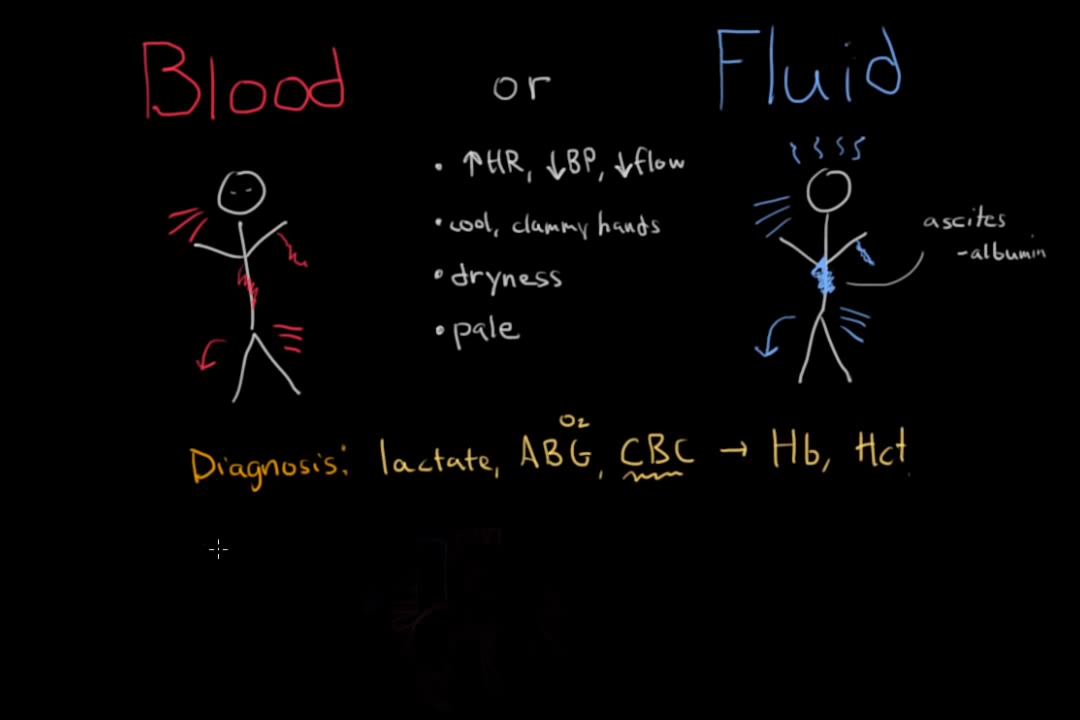 Blood or Fluid
• ↑HR, ↓BP, ↓flow
• cool, clammy hands
• dryness
• pale
ascites
-albumin
O2
Diagnosis: lactate, ABG, CBC → Hb, Hct